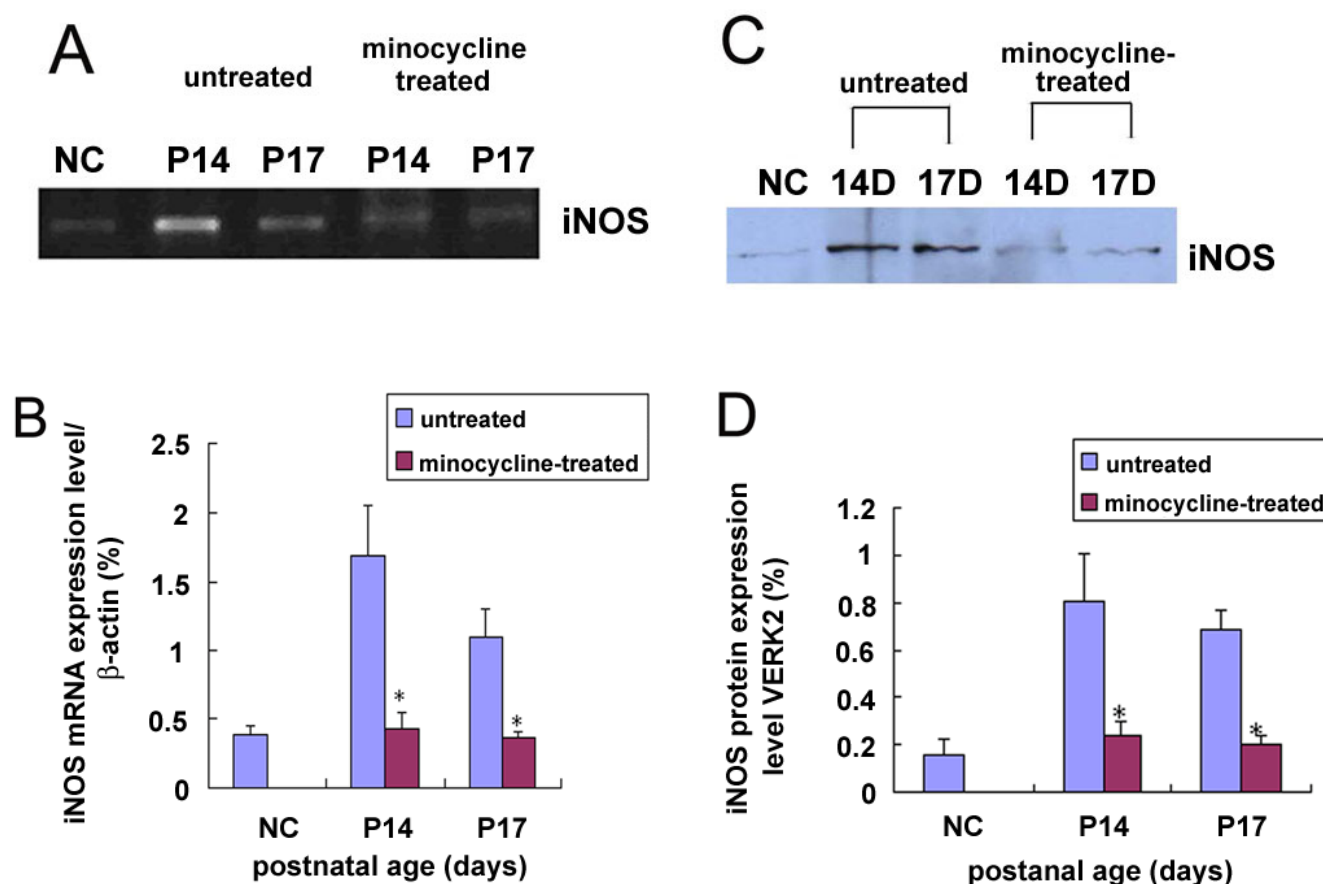 A
untreated
minocycline
treated
NC P14 P17 P14 P17
iNOS
B
iNOS mRNA expression level/
β-actin (%)
untreated
minocycline-treated
2.5
2
1.5
1
0.5
0
*
*
NC P14 P17
postnatal age (days)
C
untreated
minocycline-
treated
NC 14D 17D 14D 17D
iNOS
D
iNOS protein expression
level VERK2 (%)
untreated
minocycline-treated
1.2
1
0.8
0.6
0.4
0.2
0
*
*
NC P14 P17
postanal age (days)